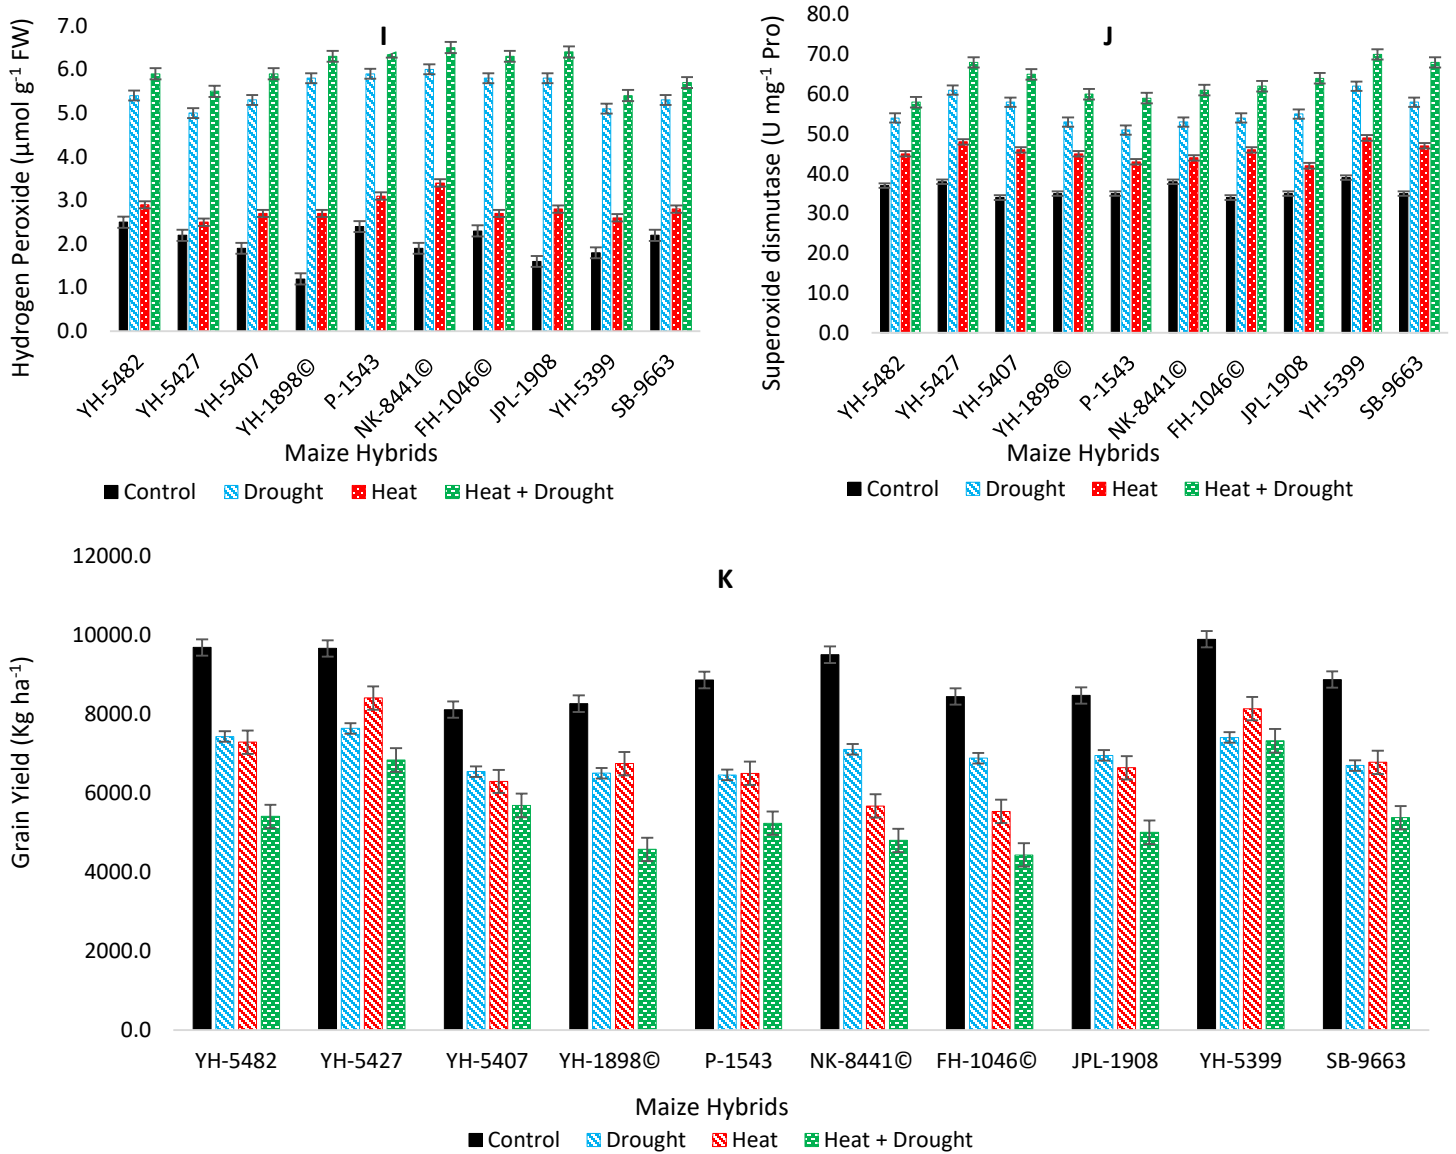 I
Hydrogen Peroxide (μmol g⁻¹ FW)
7.0
6.0
5.0
4.0
3.0
2.0
1.0
0.0
YH-5482
YH-5427
YH-5407
YH-1898©
P-1543
NK-8441©
FH-1046©
JPL-1908
YH-5399
SB-9663
Maize Hybrids
Control Drought Heat Heat + Drought
J
Superoxide dismutase (U mg⁻¹ Pro)
80.0
70.0
60.0
50.0
40.0
30.0
20.0
10.0
0.0
YH-5482
YH-5427
YH-5407
YH-1898©
P-1543
NK-8441©
FH-1046©
JPL-1908
YH-5399
SB-9663
Maize Hybrids
Control Drought Heat Heat + Drought
K
Grain Yield (Kg ha⁻¹)
12000.0
10000.0
8000.0
6000.0
4000.0
2000.0
0.0
YH-5482 YH-5427 YH-5407 YH-1898© P-1543 NK-8441© FH-1046© JPL-1908 YH-5399 SB-9663
Maize Hybrids
Control Drought Heat Heat + Drought